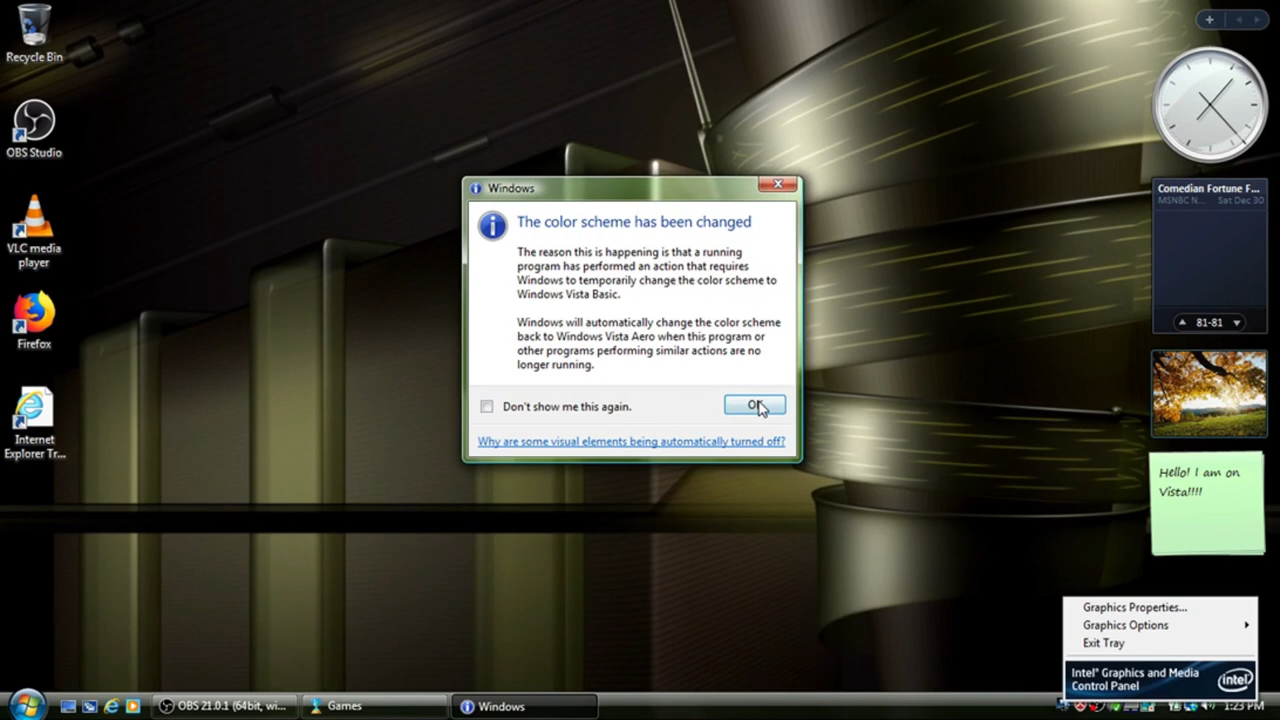 Recycle Bin
OBS Studio
VLC media
player
Firefox
Internet
Explorer Tr...
Windows
The color scheme has been changed
The reason this is happening is that a running
program has performed an action that requires
Windows to temporarily change the color scheme to
Windows Vista Basic.
Windows will automatically change the color scheme
back to Windows Vista Aero when this program or
other programs performing similar actions are no
longer running.
Don't show me this again.
OK
Why are some visual elements being automatically turned off?
Comedian Fortune F...
MSNBC N... Sat Dec 30
81-81
Hello! I am on
Vista!!!!
Graphics Properties...
Graphics Options
Exit Tray
Intel® Graphics and Media
Control Panel
intel
OBS 21.0.1 (64bit, wi...
Games
Windows
1:23 PM